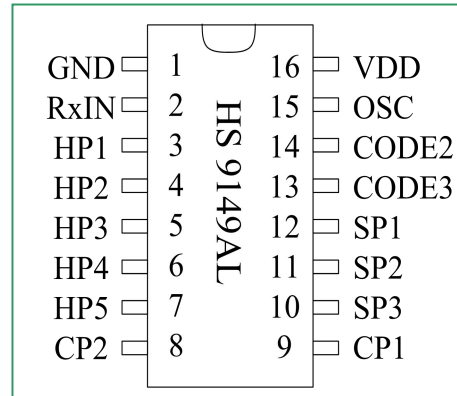 GND 1 16 VDD
RxIN 2 15 OSC
HP1 3 14 CODE2
HP2 4 13 CODE3
HP3 5 12 SP1
HP4 6 11 SP2
HP5 7 10 SP3
CP2 8 9 CP1
HS 9149AL